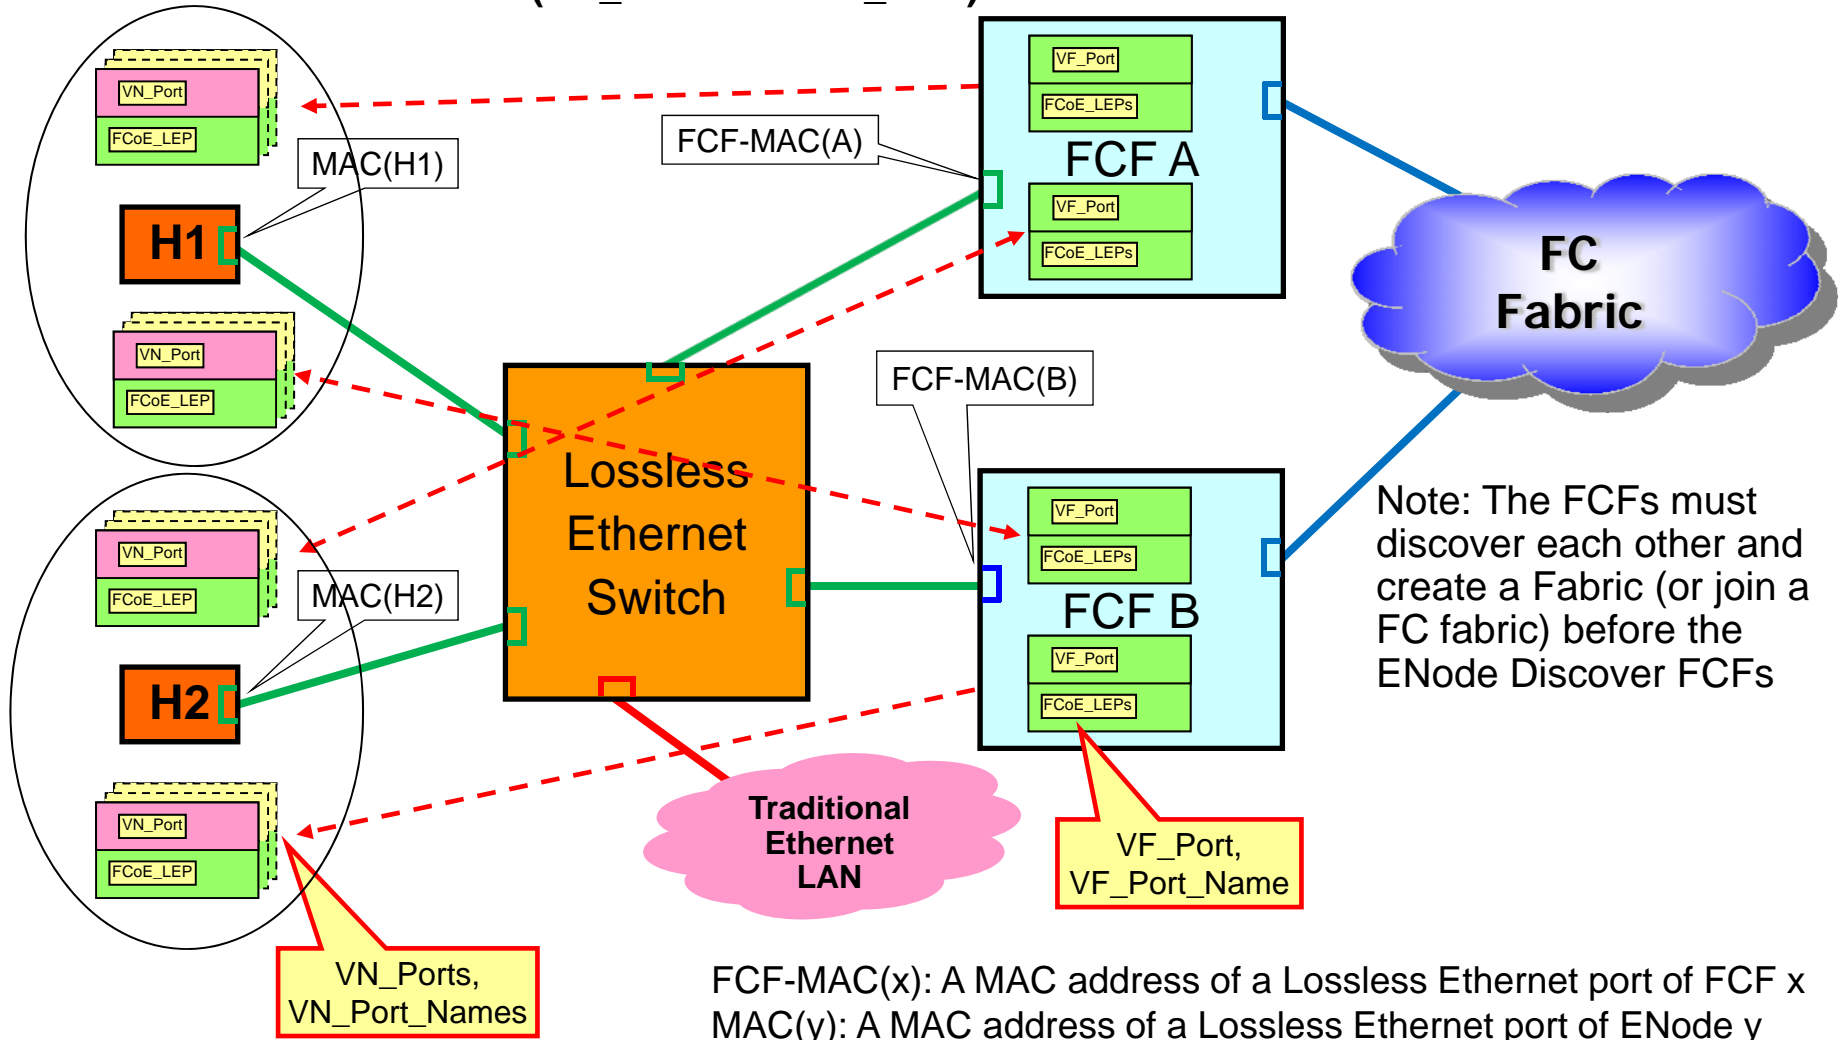 VN_Port
FCoE_LEP
MAC(H1)
H1
VN_Port
FCoE_LEP
VN_Port
FCoE_LEP
MAC(H2)
H2
VN_Port
FCoE_LEP
VN_Ports,
VN_Port_Names
Lossless
Ethernet
Switch
Traditional
Ethernet
LAN
FCF-MAC(A)
VF_Port
FCoE_LEPs
FCF A
VF_Port
FCoE_LEPs
FCF-MAC(B)
VF_Port
FCoE_LEPs
FCF B
VF_Port
FCoE_LEPs
VF_Port,
VF_Port_Name
FC
Fabric
Note: The FCFs must
discover each other and
create a Fabric (or join a
FC fabric) before the
ENode Discover FCFs
FCF-MAC(x): A MAC address of a Lossless Ethernet port of FCF x
MAC(y): A MAC address of a Lossless Ethernet port of ENode y